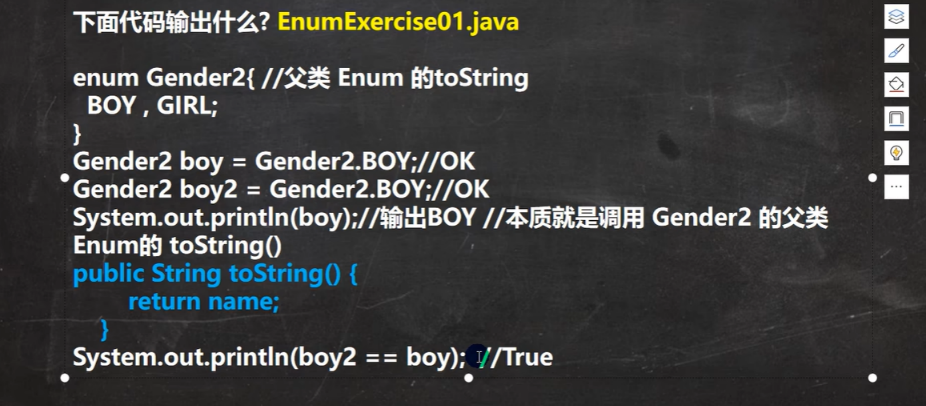 下面代码输出什么? EnumExercise01.java
enum Gender2{ //父类 Enum 的toString
BOY , GIRL;
}
Gender2 boy = Gender2.BOY;//OK
Gender2 boy2 = Gender2.BOY;//OK
System.out.println(boy);//输出BOY //本质就是调用 Gender2 的父类
Enum的 toString()
public String toString() {
return name;
}
System.out.println(boy2 == boy); //True